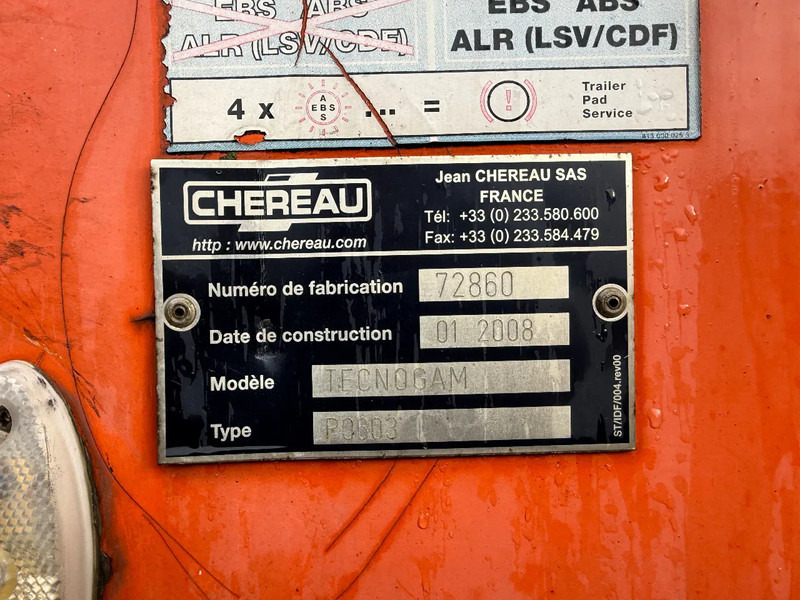 EBS ABS
ALR (LSV/CDF)
EBS ABS
ALR (LSV/CDF)
4 x
A
EBS
S
... =
!
Trailer
Pad
Service
CHEREAU
http : www.chereau.com
Jean CHEREAU SAS
FRANCE
Tél: +33 (0) 233.580.600
Fax: +33 (0) 233.584.479
Numéro de fabrication 72860
Date de construction 01 2008
Modèle TECNOGAM
Type
ST/IDF/004.rev00